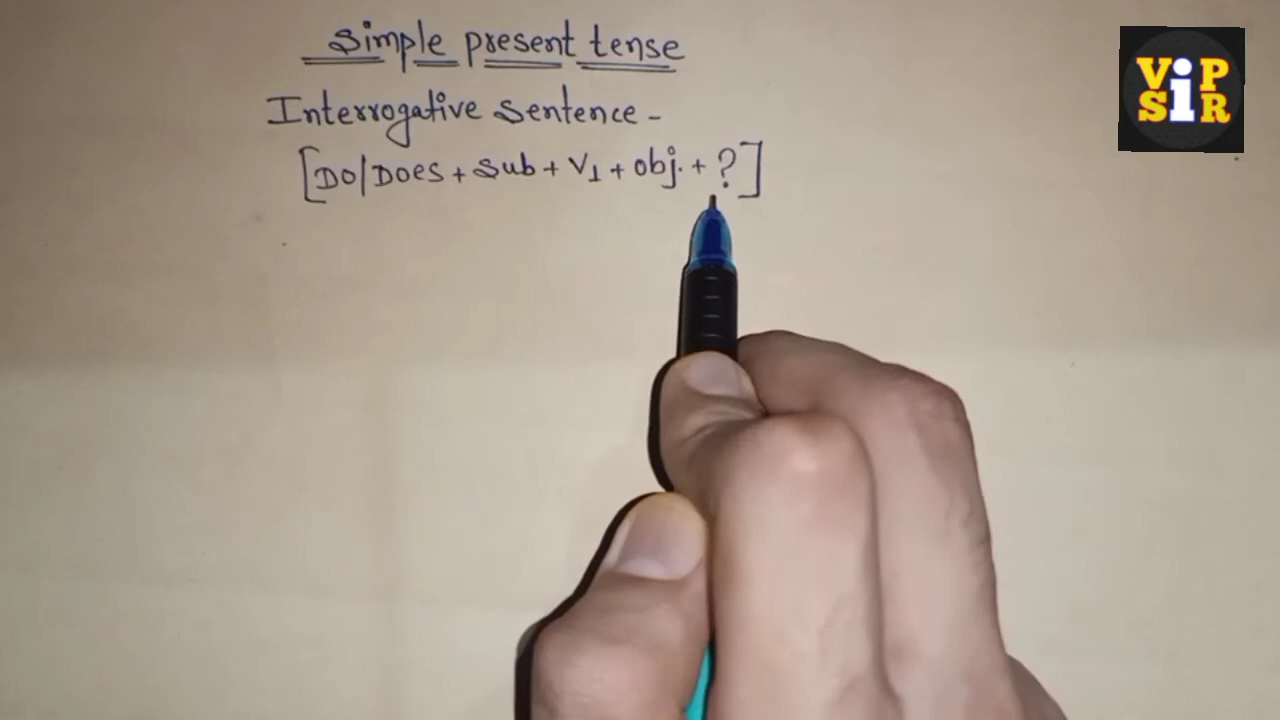 Simple present tense
Interrogative Sentence -
[DO/DOES + Sub + V1 + obj. + ?]
ViP
SiR